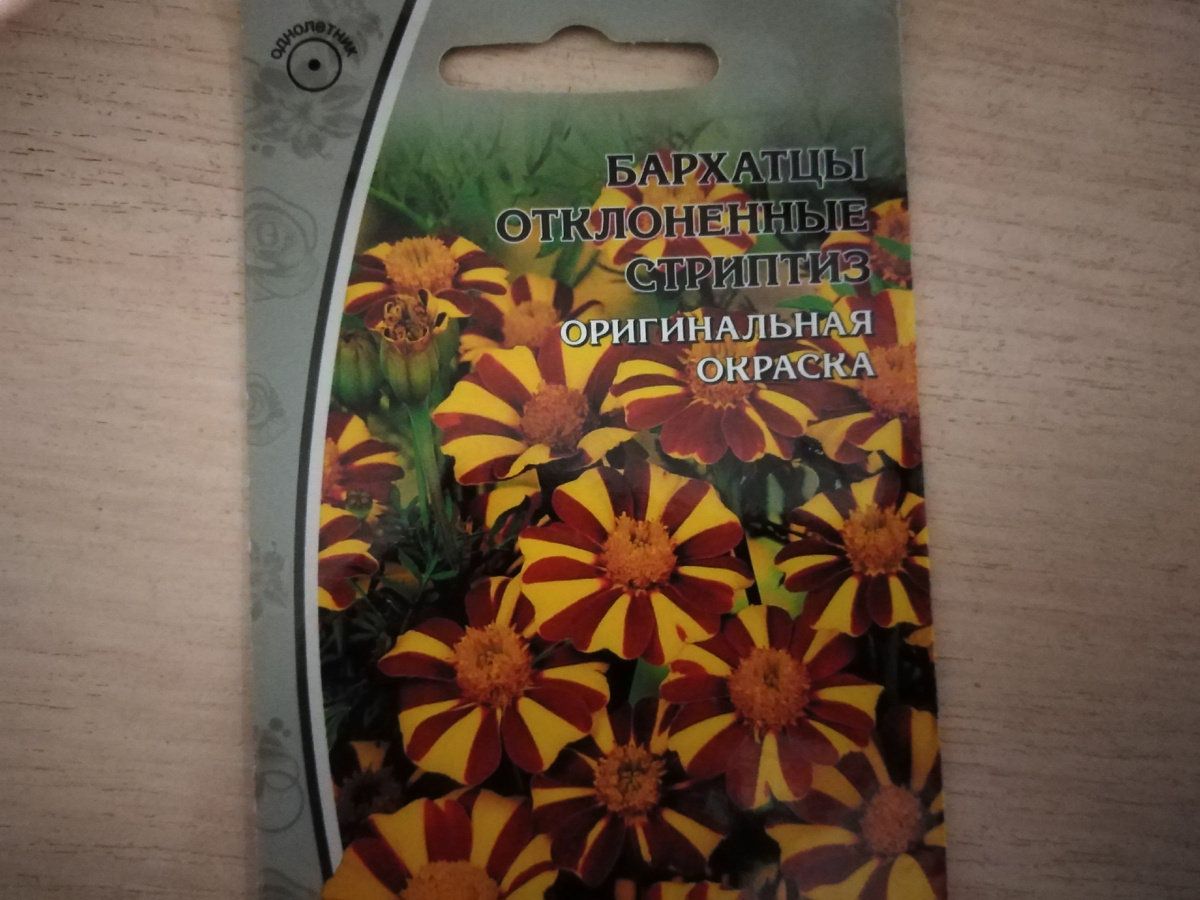 однолетник
БАРХАТЦЫ
ОТКЛОНЕННЫЕ
СТРИПТИЗ
ОРИГИНАЛЬНАЯ
ОКРАСКА